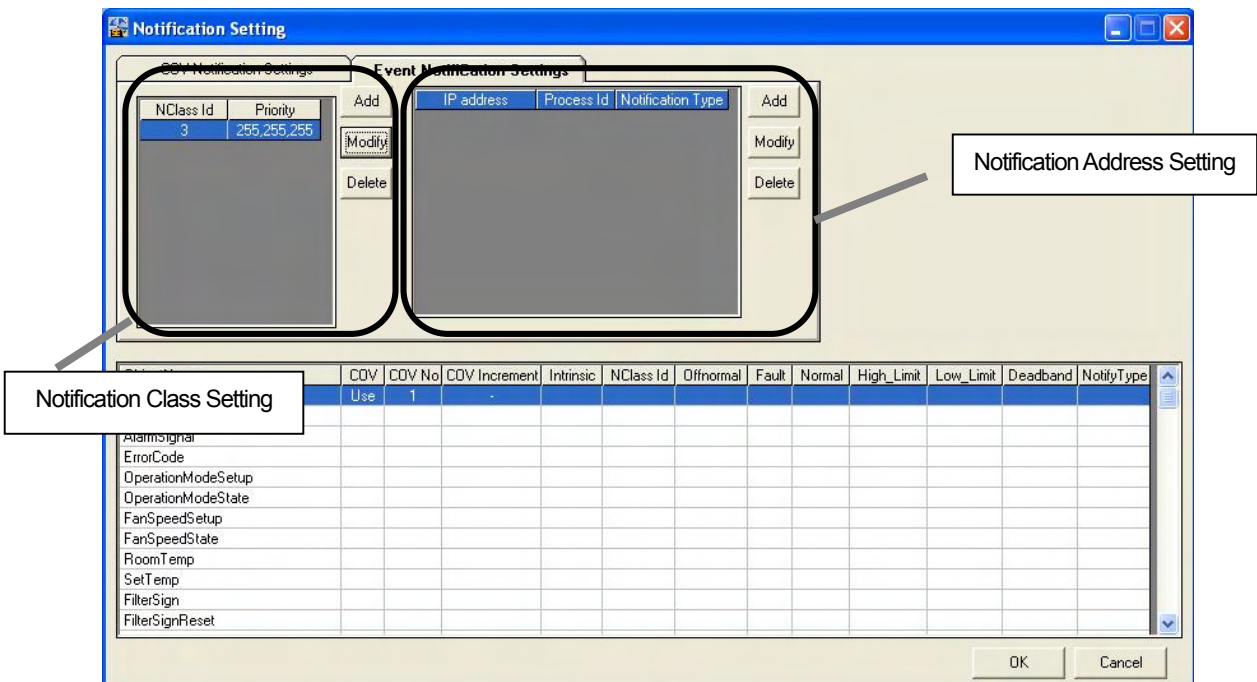 Notification Setting
COV Notification Settings
Event Notification Settings
NClass Id Priority
3 255,255,255
Add
Modify
Delete
IP address Process Id Notification Type
Add
Modify
Delete
Notification Address Setting
Notification Class Setting
COV COV No COV Increment Intrinsic NClass Id Offnormal Fault Normal High_Limit Low_Limit Deadband NotifyType
Use 1 -
AlarmSignal
ErrorCode
OperationModeSetup
OperationModeState
FanSpeedSetup
FanSpeedState
RoomTemp
SetTemp
FilterSign
FilterSignReset
OK Cancel